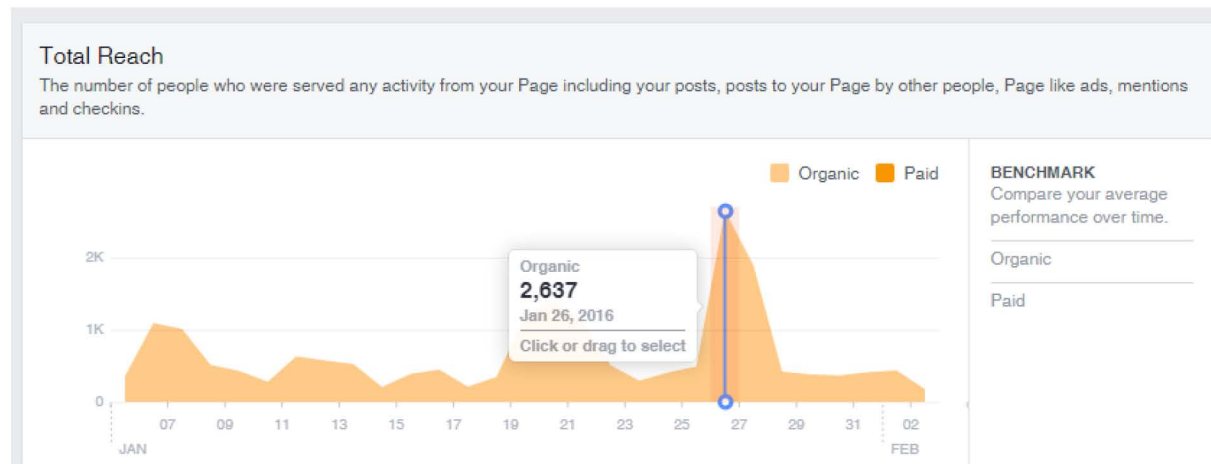 Total Reach
The number of people who were served any activity from your Page including your posts, posts to your Page by other people, Page like ads, mentions
and checkins.
Organic Paid
BENCHMARK
Compare your average
performance over time.
Organic
Paid
2K
1K
0
Organic
2,637
Jan 26, 2016
Click or drag to select
07 09 11 13 15 17 19 21 23 25 27 29 31 02
JAN FEB